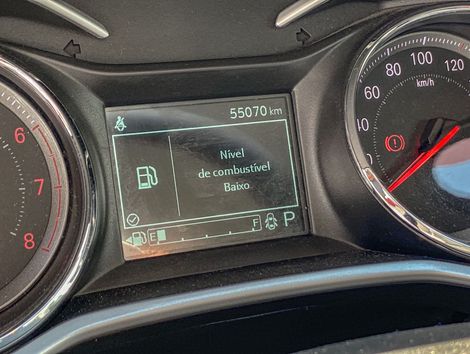 55070 km
Nível
de combustível
Baixo
E
F
P
6
7
8
40
60
80
100
120
km/h